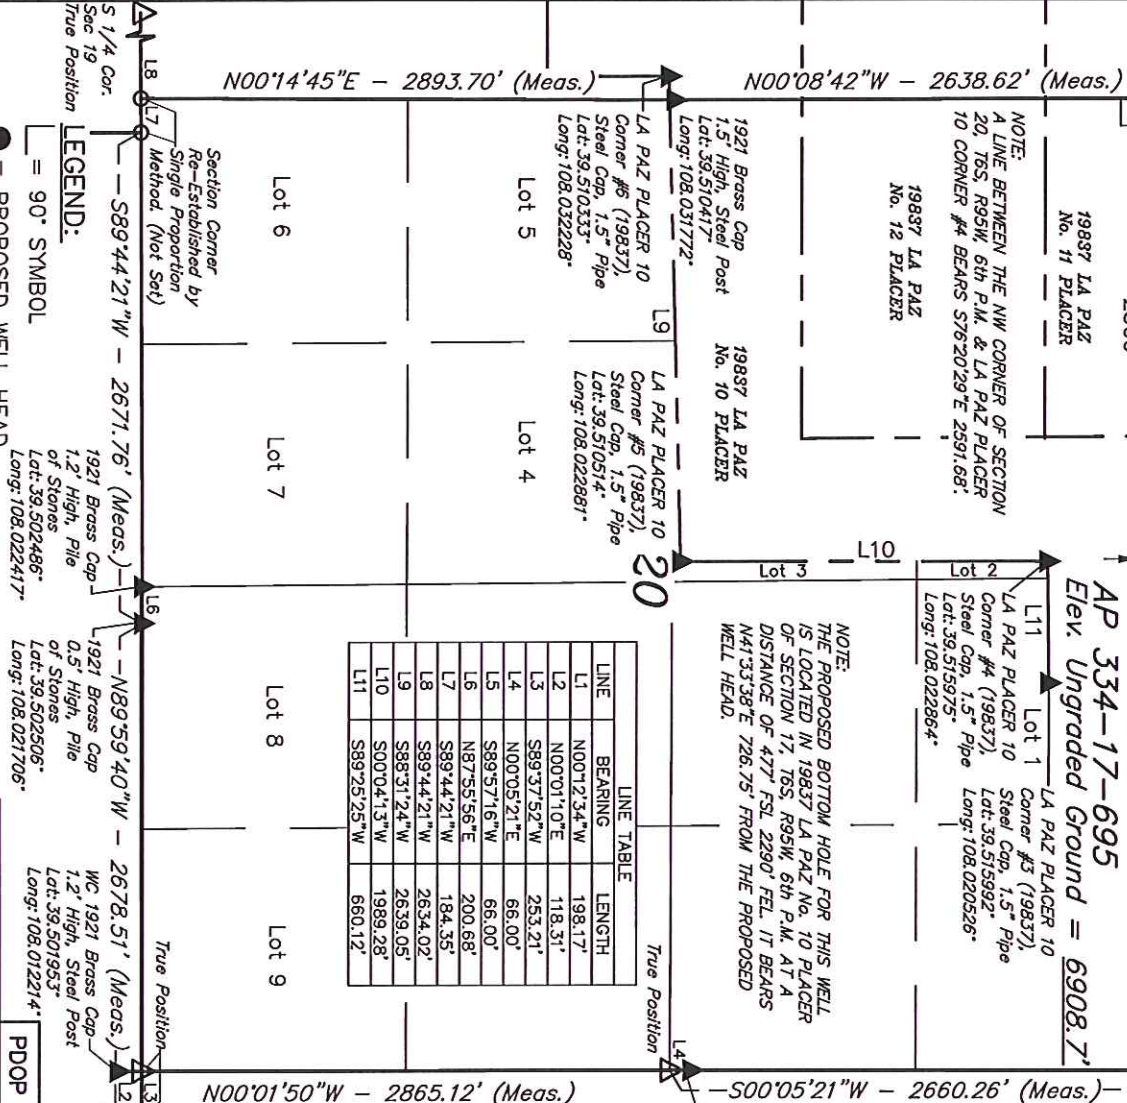 AP 334-17-695
Elev. Ungraded Ground = 6908.7'
19837 LA PAZ
No. 11 PLACER
NOTE:
A LINE BETWEEN THE NW CORNER OF SECTION
20, T6S, R95W, 6th P.M. & LA PAZ PLACER
10 CORNER #4 BEARS S76°20'29"E 2591.68'.
19837 LA PAZ
No. 12 PLACER
N00°08'42"W - 2638.62' (Meas.)
N00°14'45"E - 2893.70' (Meas.)
L10
Lot 3
Lot 2
L11
Lot 1
LA PAZ PLACER 10
Corner #4 (19837),
Steel Cap, 1.5" Pipe
Lat:39.515975°
Long:108.022864°
LA PAZ PLACER 10
Corner #3 (19837),
Steel Cap, 1.5" Pipe
Lat:39.515992°
Long:108.020526°
NOTE:
THE PROPOSED BOTTOM HOLE FOR THIS WELL
IS LOCATED IN 19837 LA PAZ No. 10 PLACER
OF SECTION 17, T6S, R95W, 6th P.M. AT A
DISTANCE OF 477' FSL 2290' FEL. IT BEARS
N41°33'38"E 726.75' FROM THE PROPOSED
WELL HEAD.
1921 Brass Cap
1.5' High, Steel Post
Lat:39.510417°
Long:108.031772°
19837 LA PAZ
No. 10 PLACER
LA PAZ PLACER 10
Corner #6 (19837),
Steel Cap, 1.5" Pipe
Lat:39.510333°
Long:108.032228°
L9
LA PAZ PLACER 10
Corner #5 (19837),
Steel Cap, 1.5" Pipe
Lat:39.510514°
Long:108.022881°
20
True Position
L4
S00°05'21"W - 2660.26' (Meas.)
Lot 5
Lot 4
LINE TABLE
LINE BEARING LENGTH
L1 N00°12'34"W 198.17'
L2 N00°01'10"E 118.31'
L3 S89°37'52"W 253.21'
L4 N00°05'21"E 66.00'
L5 S89°57'16"W 66.00'
L6 N87°55'56"E 200.68'
L7 S89°44'21"W 184.35'
L8 S89°44'21"W 2634.02'
L9 S88°31'24"W 2639.05'
L10 S00°04'13"W 1989.28'
L11 S89°25'25"W 660.12'
Lot 6
Lot 7
Lot 8
Lot 9
Section Corner
Re-Established by
Single Proportion
Method. (Not Set)
True Position
N00°01'50"W - 2865.12' (Meas.)
L8
L7
L6
L3
L2
S 1/4 Cor.
Sec 19
True Position
S89°44'21"W - 2671.76' (Meas.)
N89°59'40"W - 2678.51' (Meas.)
1921 Brass Cap
1.2' High, Pile
of Stones
Lat:39.502486°
Long:108.022417°
1921 Brass Cap
0.5' High, Pile
of Stones
Lat:39.502506°
Long:108.021706°
WC 1921 Brass Cap
1.2' High, Steel Post
Lat:39.501953°
Long:108.012214°
LEGEND:
= 90° SYMBOL
= PROPOSED WELL HEAD
PDOP